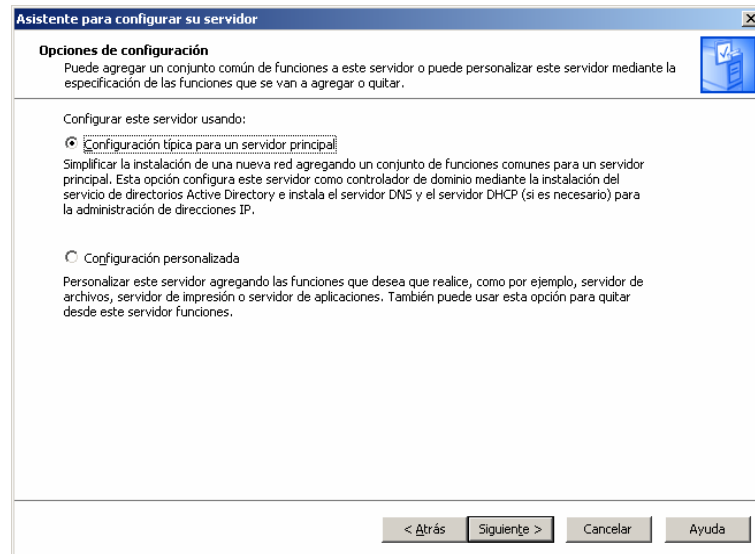 Asistente para configurar su servidor
Opciones de configuración
Puede agregar un conjunto común de funciones a este servidor o puede personalizar este servidor mediante la
especificación de las funciones que se van a agregar o quitar.
Configurar este servidor usando:
Configuración típica para un servidor principal
Simplificar la instalación de una nueva red agregando un conjunto de funciones comunes para un servidor
principal. Esta opción configura este servidor como controlador de dominio mediante la instalación del
servicio de directorios Active Directory e instala el servidor DNS y el servidor DHCP (si es necesario) para
la administración de direcciones IP.
Configuración personalizada
Personalizar este servidor agregando las funciones que desea que realice, como por ejemplo, servidor de
archivos, servidor de impresión o servidor de aplicaciones. También puede usar esta opción para quitar
desde este servidor funciones.
< Atrás Siguiente > Cancelar Ayuda